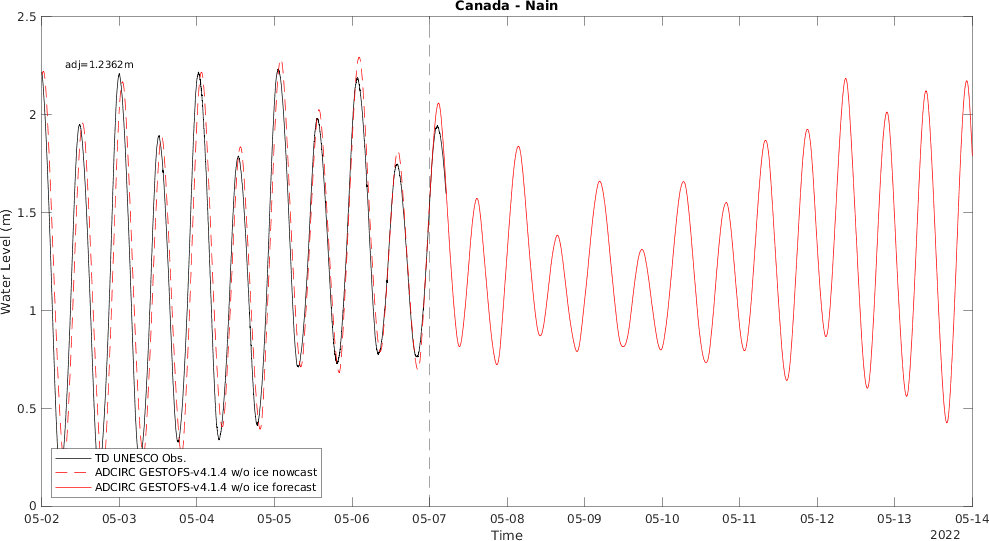 Canada - Nain
adj=1.2362m
2.5
2
1.5
1
0.5
0
Water Level (m)
TD UNESCO Obs.
ADCIRC GESTOFS-v4.1.4 w/o ice nowcast
ADCIRC GESTOFS-v4.1.4 w/o ice forecast
05-02 05-03 05-04 05-05 05-06 05-07 05-08 05-09 05-10 05-11 05-12 05-13 05-14
Time
2022